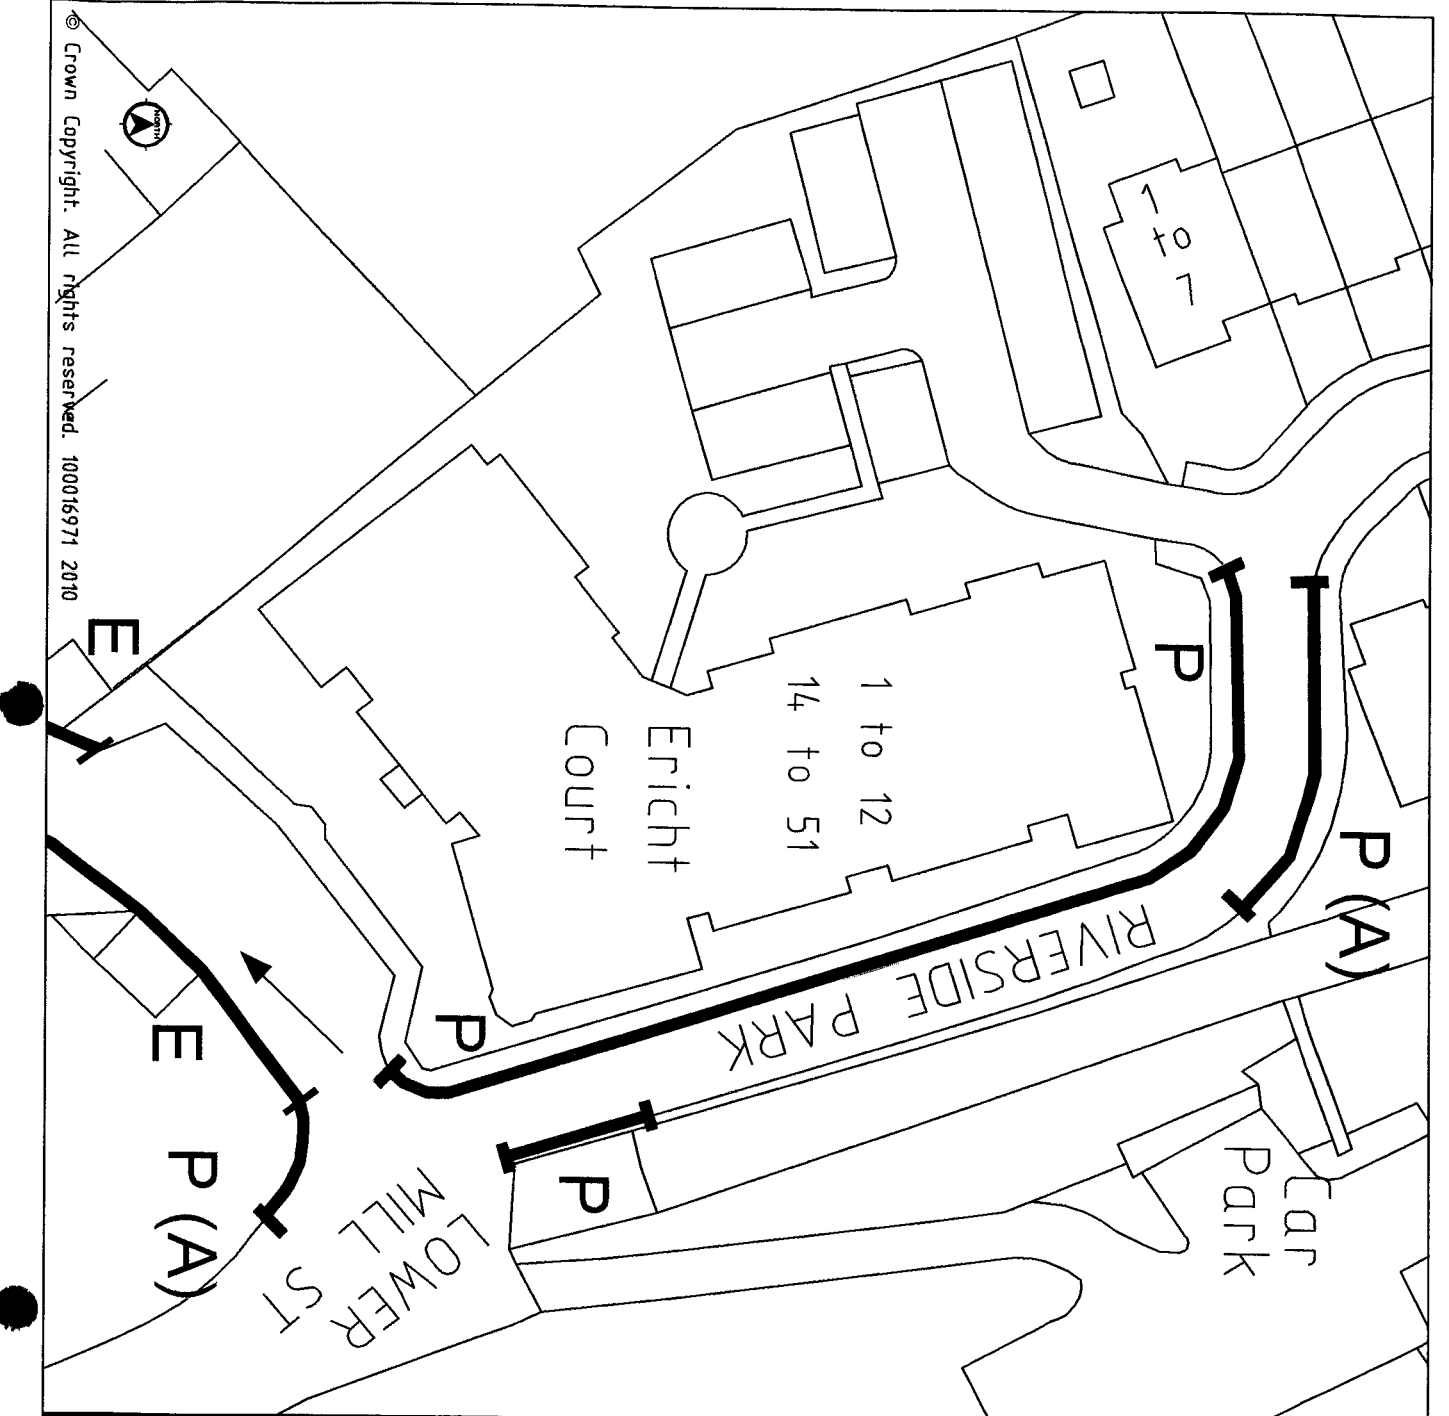 © Crown Copyright. All rights reserved. 100016971 2010
NORTH
1
to
7
P
P (A)
1 to 12
14 to 51
Ericht
Court
RIVERSIDE PARK
Car
Park
E
E
P
P
P (A)
LOWER
MILL
ST